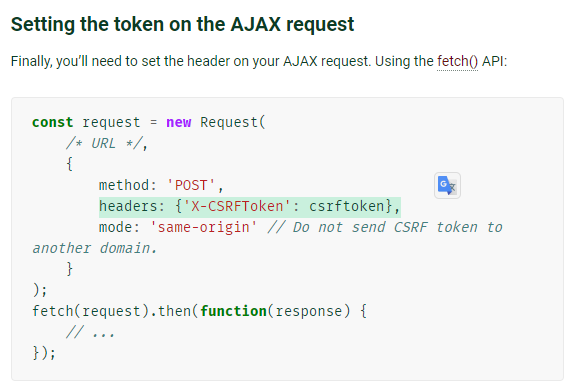 Setting the token on the AJAX request
Finally, you’ll need to set the header on your AJAX request. Using the fetch() API:
const request = new Request(
    /* URL */,
    {
        method: 'POST',
        headers: {'X-CSRFToken': csrftoken},
        mode: 'same-origin' // Do not send CSRF token to
another domain.
    }
);
fetch(request).then(function(response) {
    // ...
});